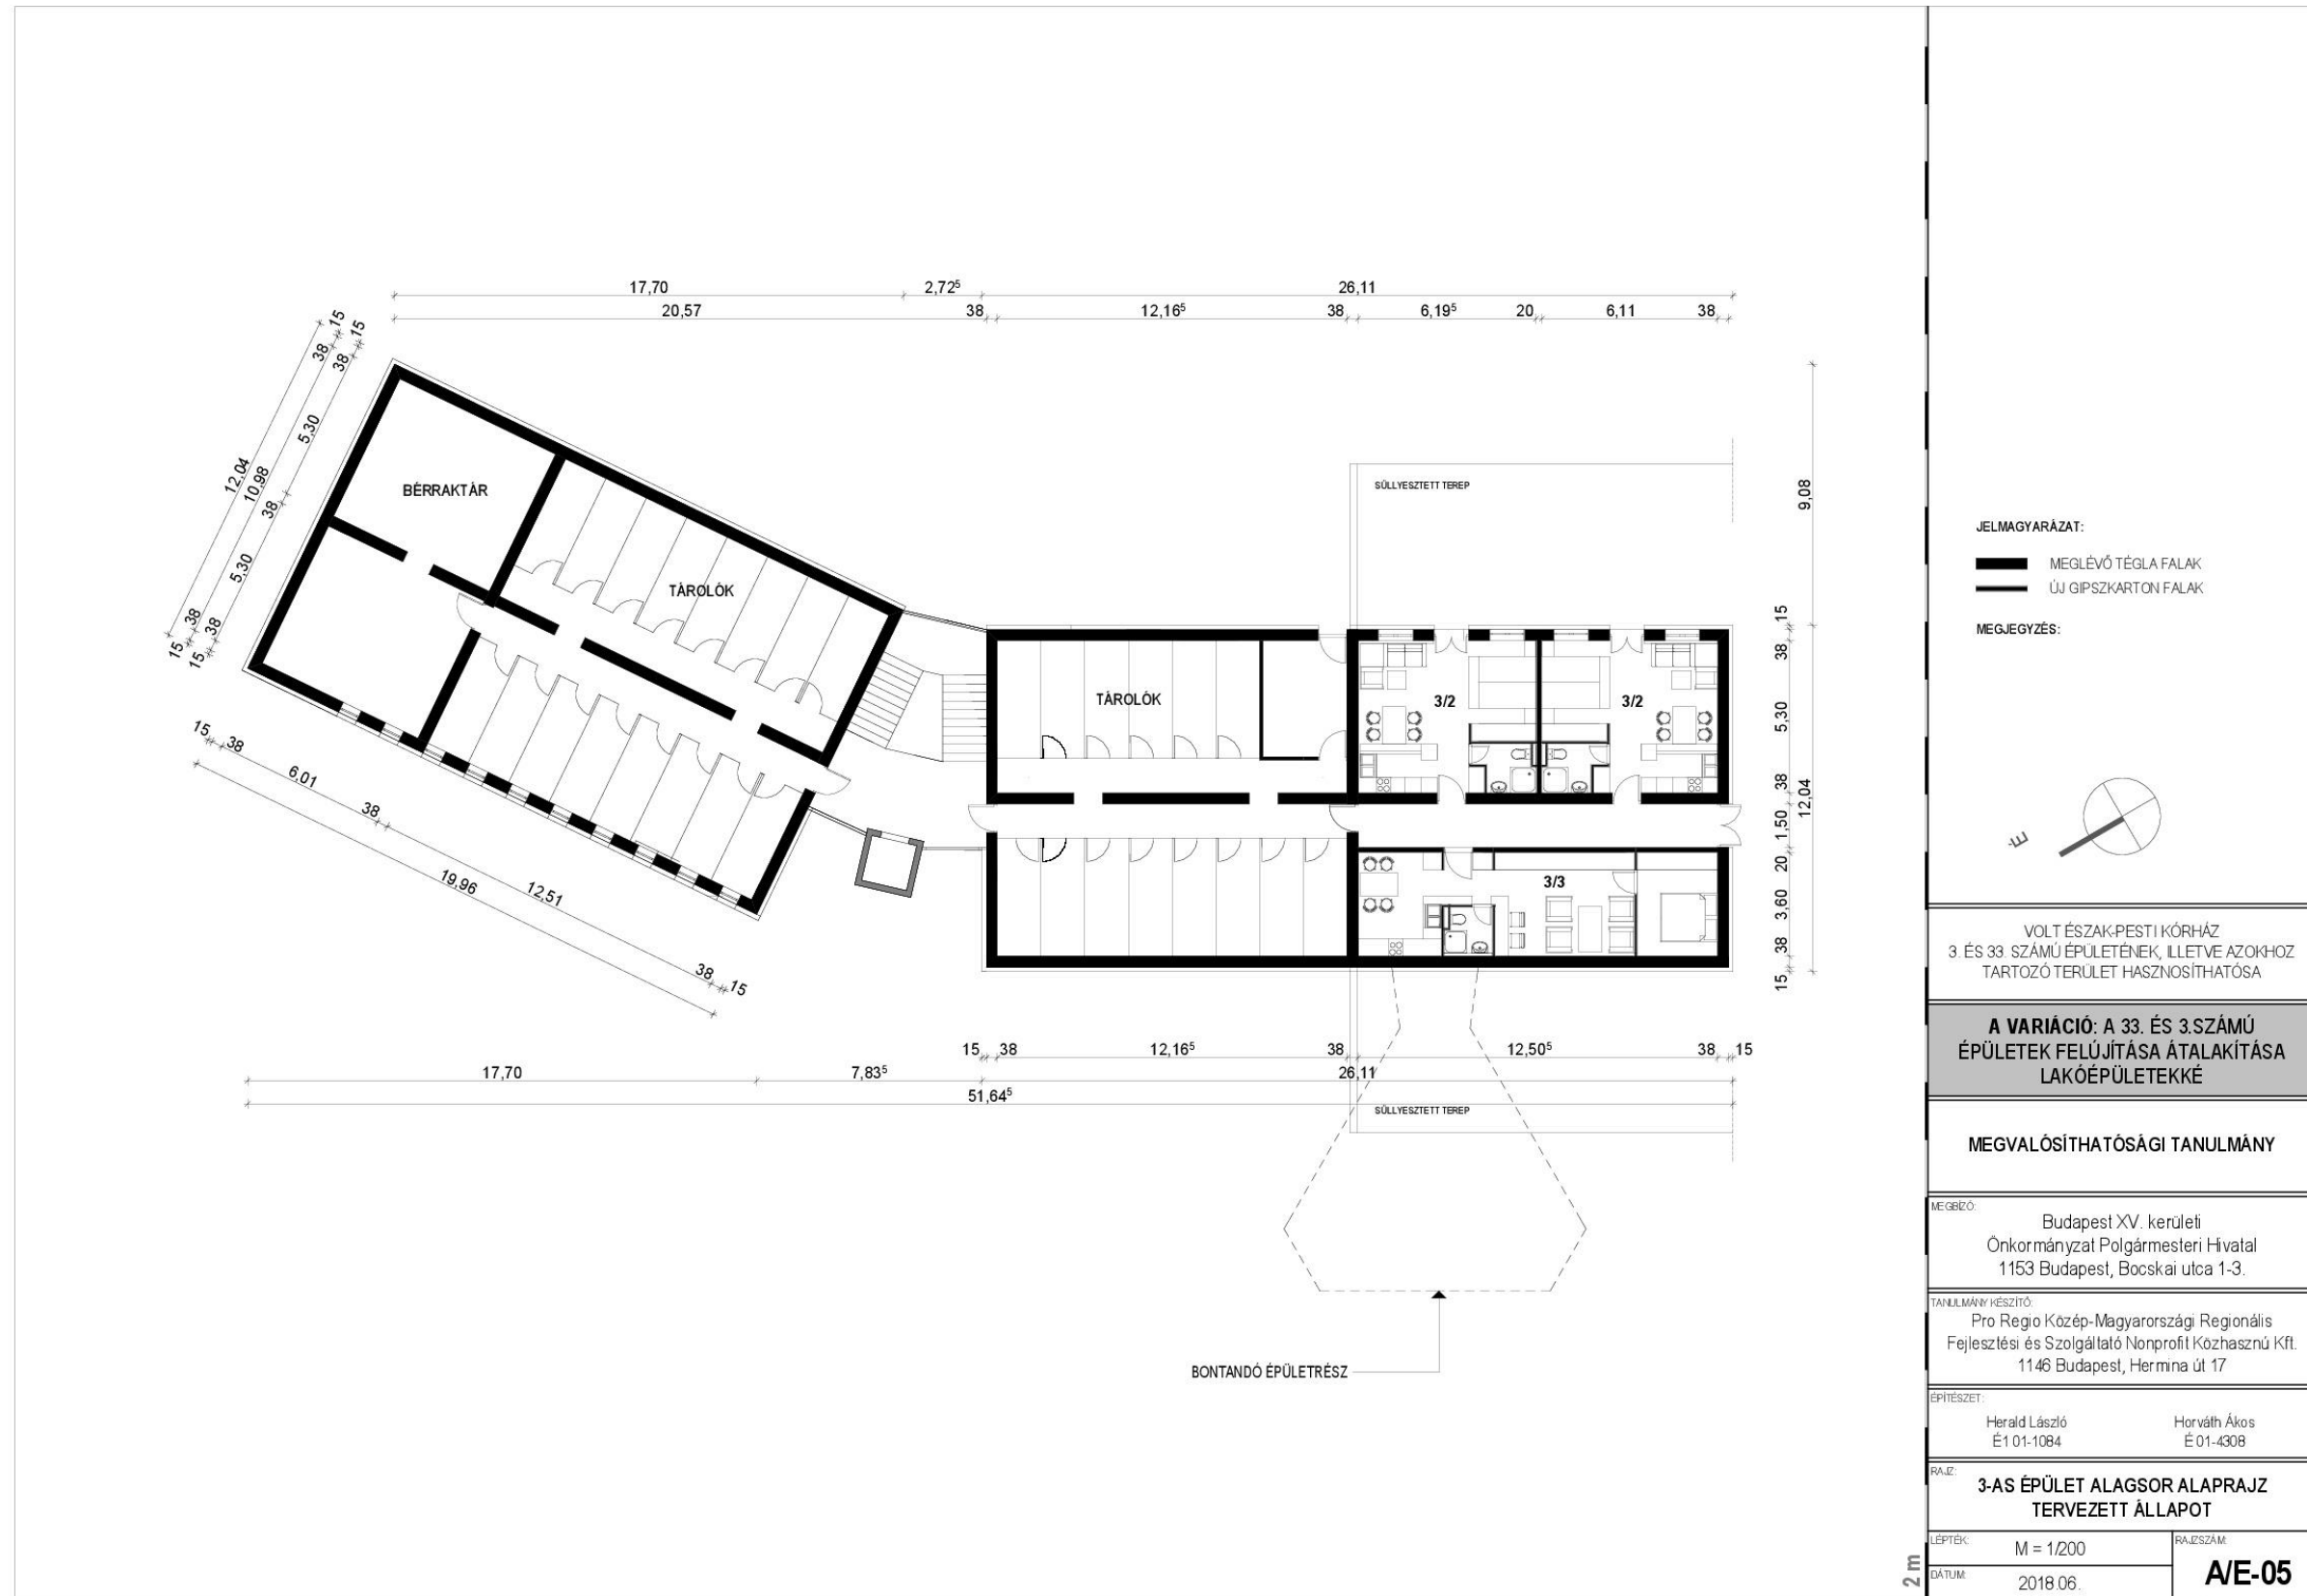 17,70
2,72⁵
26,11
20,57
38
12,16⁵
38
6,19⁵
20
6,11
38
15
38
15
38
5,30
12,04
10,98
38
5,30
38
15
38
15
BÉRRAKTÁR
TÁROLÓK
TÁROLÓK
SÜLLYESZTETT TEREP
3/2
3/2
3/3
9,08
15
38
5,30
38
12,04
1,50
20
3,60
38
15
15
38
6,01
38
19,96
12,51
38
15
15
38
12,16⁵
38
12,50⁵
38
15
17,70
7,83⁵
26,11
51,64⁵
SÜLLYESZTETT TEREP
BONTANDÓ ÉPÜLETRÉSZ
JELMAGYARÁZAT:
MEGLÉVŐ TÉGLA FALAK
ÚJ GIPSZKARTON FALAK
MEGJEGYZÉS:
É
VOLT ÉSZAK-PESTI KÓRHÁZ
3. ÉS 33. SZÁMÚ ÉPÜLETÉNEK, ILLETVE AZOKHOZ
TARTOZÓ TERÜLET HASZNOSÍTHATÓSA
A VARIÁCIÓ: A 33. ÉS 3.SZÁMÚ
ÉPÜLETEK FELÚJÍTÁSA ÁTALAKÍTÁSA
LAKÓÉPÜLETEKKÉ
MEGVALÓSÍTHATÓSÁGI TANULMÁNY
MEGBÍZÓ:
Budapest XV. kerületi
Önkormányzat Polgármesteri Hivatal
1153 Budapest, Bocskai utca 1-3.
TANULMÁNY KÉSZÍTŐ:
Pro Regio Közép-Magyarországi Regionális
Fejlesztési és Szolgáltató Nonprofit Közhasznú Kft.
1146 Budapest, Hermina út 17
ÉPÍTÉSZET:
Herald László
Horváth Ákos
É1 01-1084
É 01-4308
RAJZ:
3-AS ÉPÜLET ALAGSOR ALAPRAJZ
TERVEZETT ÁLLAPOT
LÉPTÉK:
M = 1/200
RAJZSZÁM:
A/E-05
DÁTUM:
2018.06.
2 m